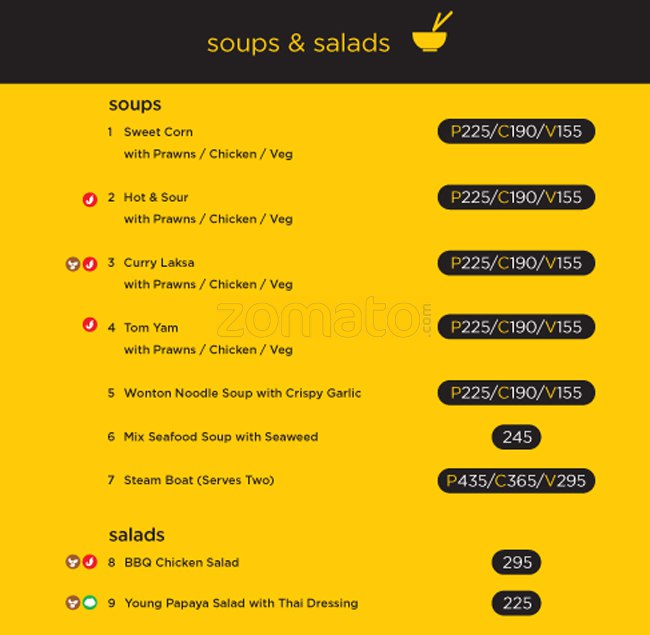 soups & salads
soups
1 Sweet Corn P225/C190/V155
with Prawns / Chicken / Veg
2 Hot & Sour P225/C190/V155
with Prawns / Chicken / Veg
3 Curry Laksa P225/C190/V155
with Prawns / Chicken / Veg
zomato.com
4 Tom Yam P225/C190/V155
with Prawns / Chicken / Veg
5 Wonton Noodle Soup with Crispy Garlic P225/C190/V155
6 Mix Seafood Soup with Seaweed 245
7 Steam Boat (Serves Two) P435/C365/V295
salads
8 BBQ Chicken Salad 295
9 Young Papaya Salad with Thai Dressing 225